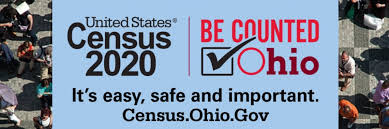 United States®
Census
2020
BE COUNTED
Ohio
It's easy, safe and important.
Census.Ohio.Gov